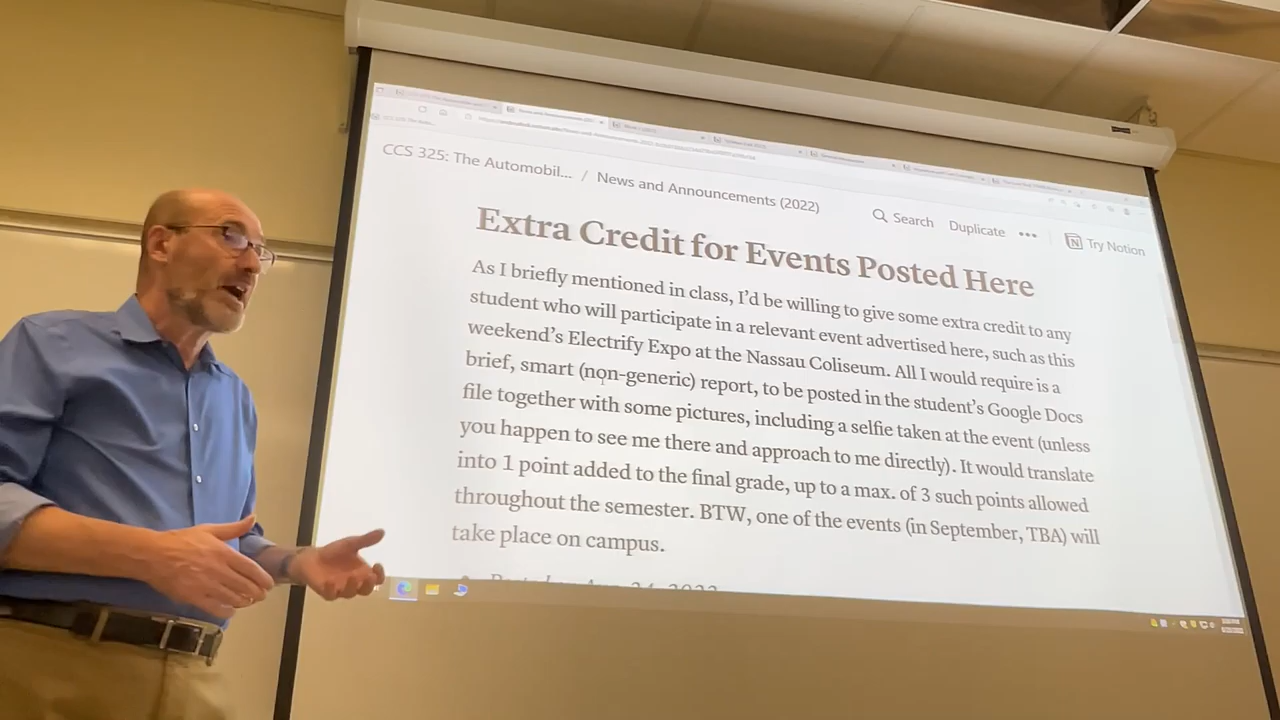 CCS 325: The Automobil... / News and Announcements (2022)
Search Duplicate ••• Try Notion
Extra Credit for Events Posted Here
As I briefly mentioned in class, I'd be willing to give some extra credit to any
student who will participate in a relevant event advertised here, such as this
weekend's Electrify Expo at the Nassau Coliseum. All I would require is a
brief, smart (non-generic) report, to be posted in the student's Google Docs
file together with some pictures, including a selfie taken at the event (unless
you happen to see me there and approach to me directly). It would translate
into 1 point added to the final grade, up to a max. of 3 such points allowed
throughout the semester. BTW, one of the events (in September, TBA) will
take place on campus.